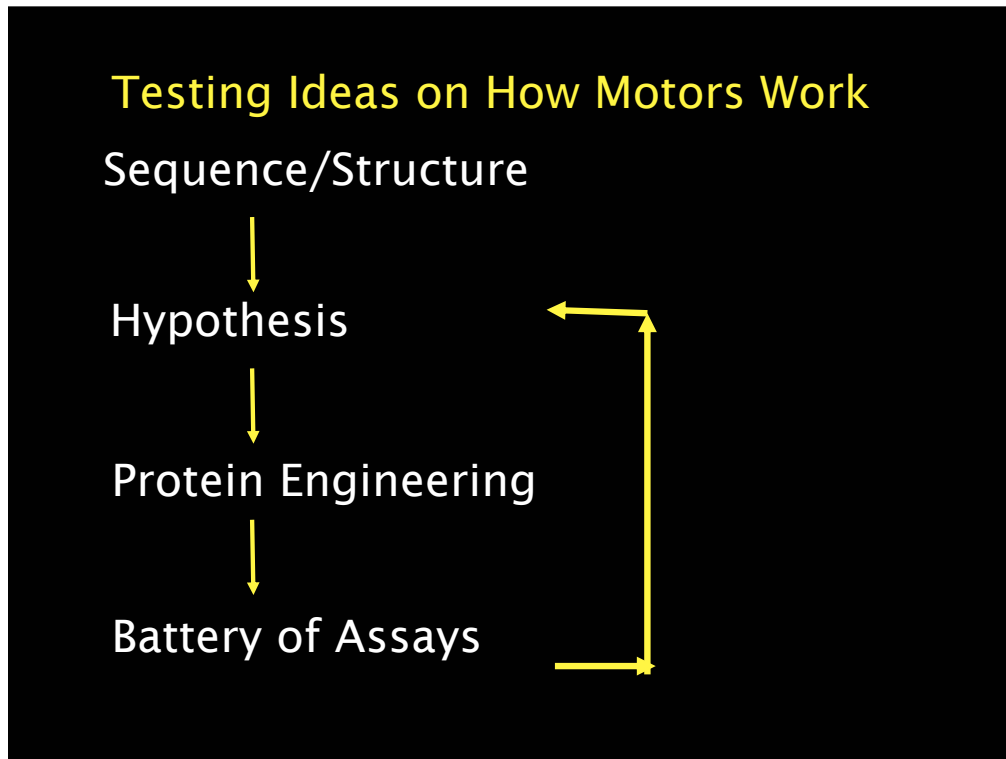 Testing Ideas on How Motors Work
Sequence/Structure
Hypothesis
Protein Engineering
Battery of Assays